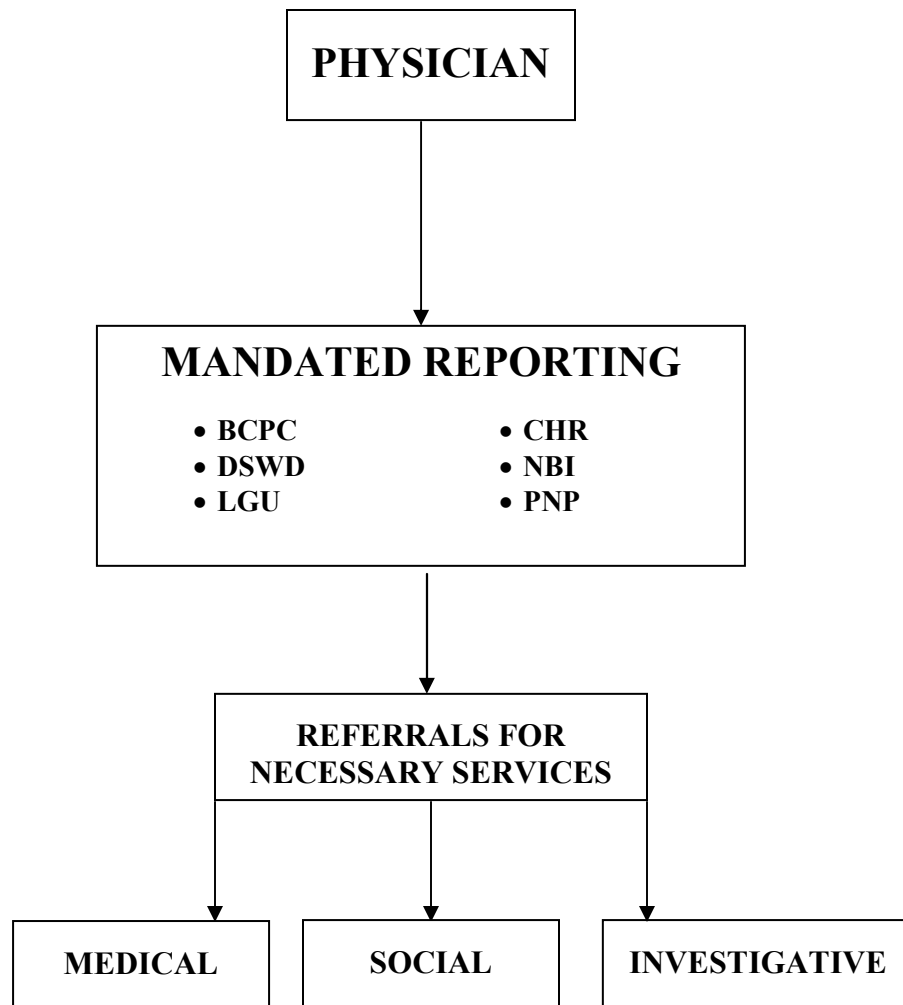 PHYSICIAN
MANDATED REPORTING
• BCPC
• DSWD
• LGU
• CHR
• NBI
• PNP
REFERRALS FOR
NECESSARY SERVICES
MEDICAL
SOCIAL
INVESTIGATIVE